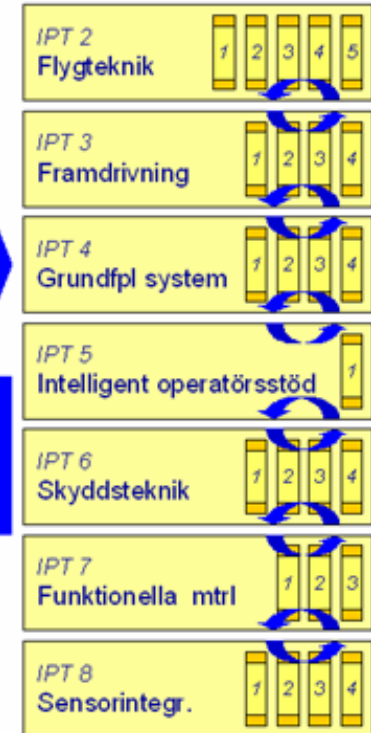 IPT 2
Flygteknik
1 2 3 4 5
IPT 3
Framdrivning
1 2 3 4
IPT 4
Grundfpl system
1 2 3 4
IPT 5
Intelligent operatörsstöd
1
IPT 6
Skyddsteknik
1 2 3 4
IPT 7
Funktionella mtrl
1 2 3
IPT 8
Sensorintegr.
1 2 3 4